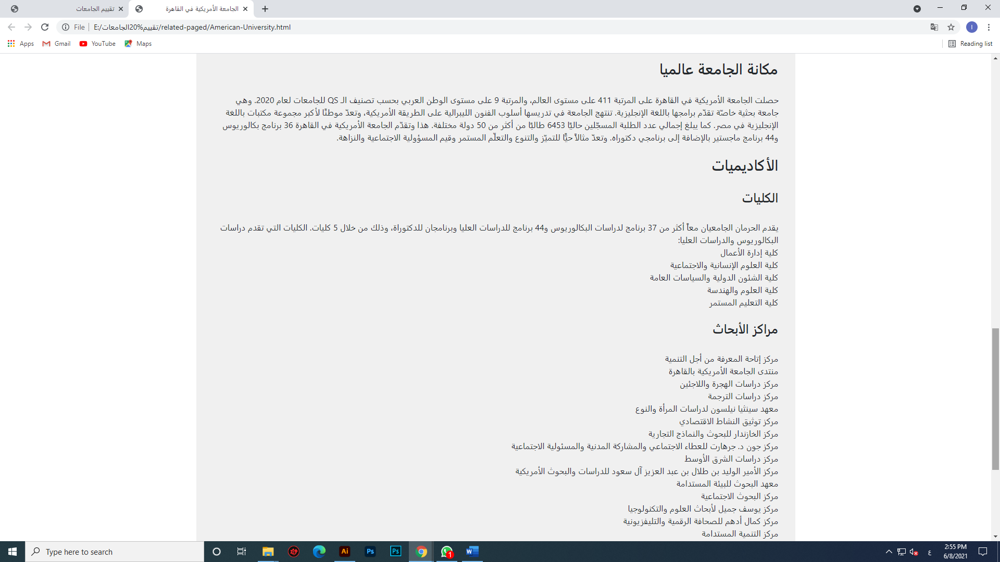 تقييم الجامعات
الجامعة الأمريكية في القاهرة
File
E:/تقييم%20الجامعات/related-paged/American-University.html
I
Apps
Gmail
YouTube
Maps
Reading list
مكانة الجامعة عالميا
حصلت الجامعة الأمريكية في القاهرة على المرتبة 411 على مستوى العالم، والمرتبة 9 على مستوى الوطن العربي بحسب تصنيف الـ QS للجامعات لعام 2020. وهي
جامعة بحثية خاصّة تقدّم برامجها باللغة الإنجليزية. تنتهج الجامعة في تدريسها أسلوب الفنون الليبرالية على الطريقة الأمريكية، وتعدّ موطنًا لأكبر مجموعة مكتبات باللغة
الإنجليزية في مصر. كما يبلغ إجمالي عدد الطلبة المسجّلين حاليًا 6453 طالبًا من أكثر من 50 دولة مختلفة. هذا وتقدّم الجامعة الأمريكية في القاهرة 36 برنامج بكالوريوس
و44 برنامج ماجستير بالإضافة إلى برنامجي دكتوراه. وتعدّ مثالاً حيًّا للتميّز والتنوع والتعلّم المستمر وقيم المسؤولية الاجتماعية والنزاهة.
الأكاديميات
الكليات
يقدم الحرمان الجامعيان معاً أكثر من 37 برنامج لدراسات البكالوريوس و44 برنامج للدراسات العليا وبرنامجان للدكتوراة، وذلك من خلال 5 كليات. الكليات التي تقدم دراسات
البكالوريوس والدراسات العليا:
كلية إدارة الأعمال
كلية العلوم الإنسانية والاجتماعية
كلية الشئون الدولية والسياسات العامة
كلية العلوم والهندسة
كلية التعليم المستمر
مراكز الأبحاث
مركز إتاحة المعرفة من أجل التنمية
منتدى الجامعة الأمريكية بالقاهرة
مركز دراسات الهجرة واللاجئين
مركز دراسات الترجمة
معهد سينثيا نيلسون لدراسات المرأة والنوع
مركز توثيق النشاط الاقتصادي
مركز الخازندار للبحوث والنماذج التجارية
مركز جون د. جرهارت للعطاء الاجتماعي والمشاركة المدنية والمسئولية الاجتماعية
مركز دراسات الشرق الأوسط
مركز الأمير الوليد بن طلال بن عبد العزيز آل سعود للدراسات والبحوث الأمريكية
معهد البحوث للبيئة المستدامة
مركز البحوث الاجتماعية
مركز يوسف جميل لأبحاث العلوم والتكنولوجيا
مركز كمال أدهم للصحافة الرقمية والتليفزيونية
مركز التنمية المستدامة
Type here to search
Ai
Ps
Ps
1
W
ع
2:55 PM
6/8/2021